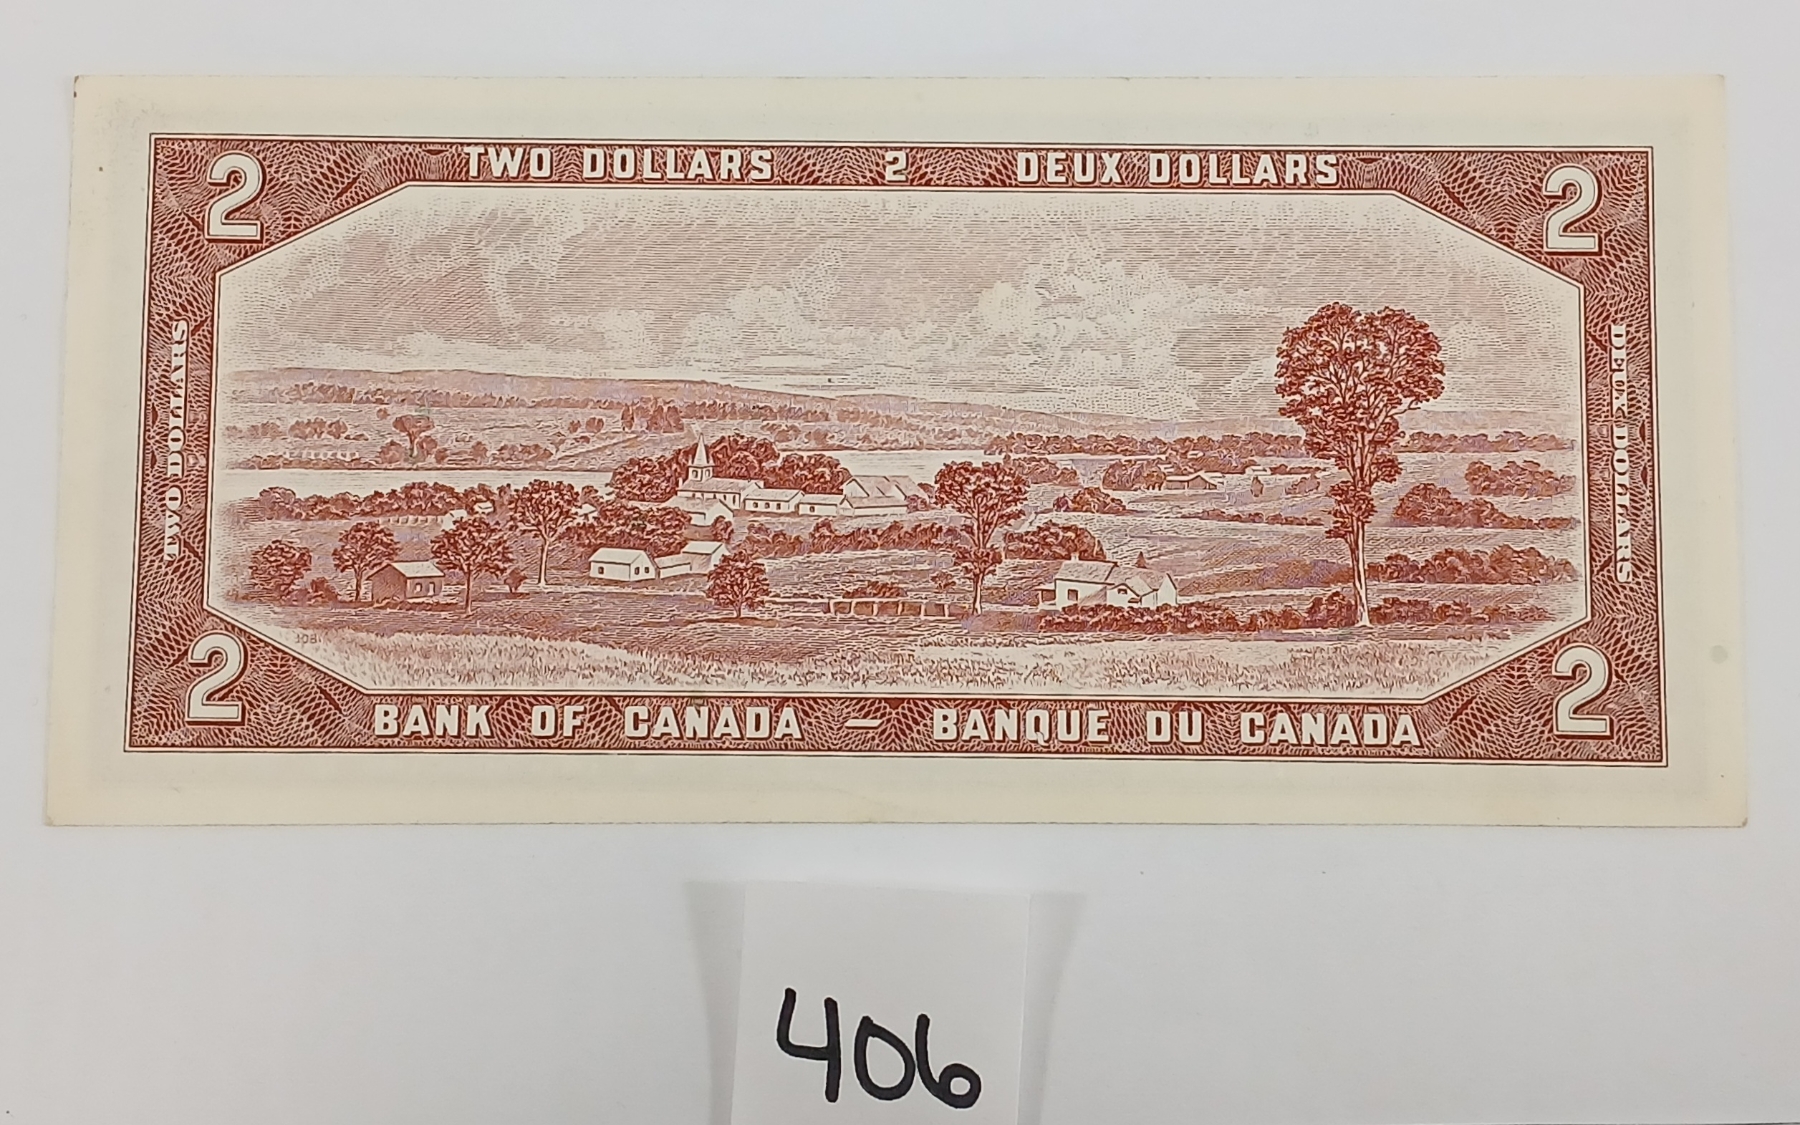 TWO DOLLARS 2 DEUX DOLLARS
2 2
TWO DOLLARS
DEUX DOLLARS
2 2
BANK OF CANADA — BANQUE DU CANADA
406